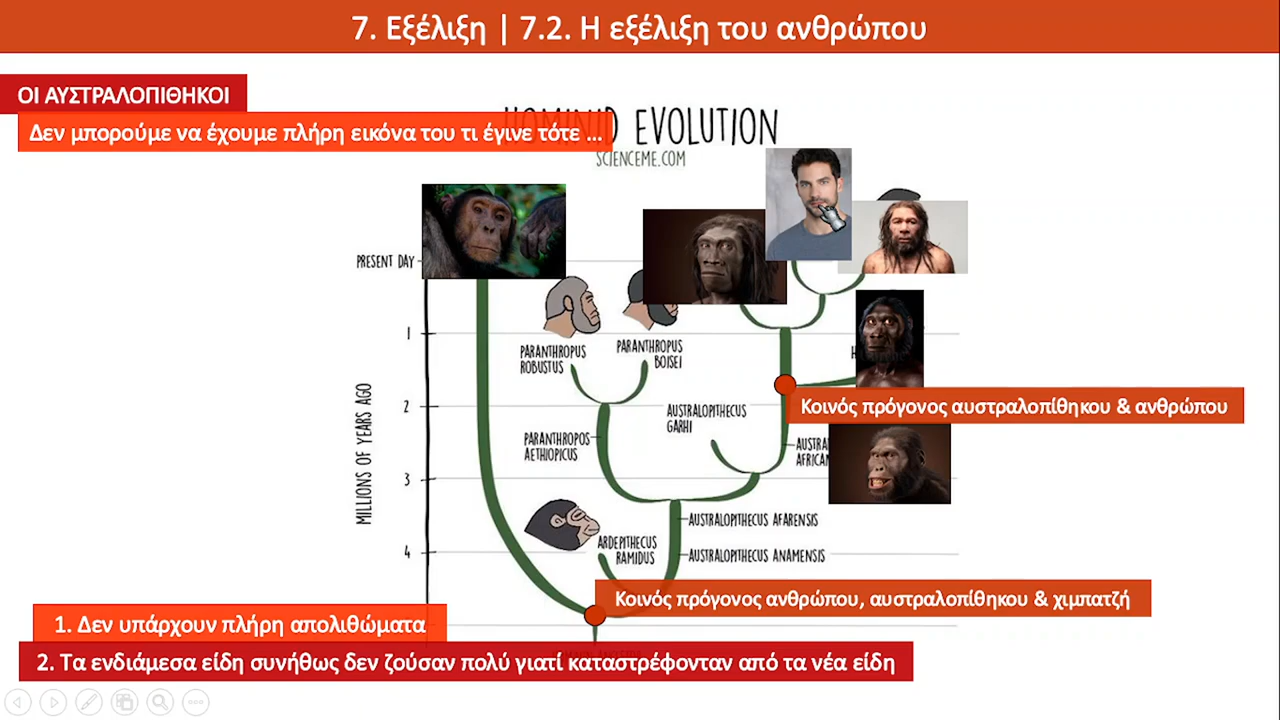 7. Εξέλιξη | 7.2. Η εξέλιξη του ανθρώπου
ΟΙ ΑΥΣΤΡΑΛΟΠΙΘΗΚΟΙ
Δεν μπορούμε να έχουμε πλήρη εικόνα του τι έγινε τότε ...
HOMINID EVOLUTION
SCIENCEME.COM
PRESENT DAY
1
PARANTHROPUS
ROBUSTUS
PARANTHROPUS
BOISEI
2
Κοινός πρόγονος αυστραλοπίθηκου & ανθρώπου
AUSTRALOPITHECUS
GARHI
MILLIONS OF YEARS AGO
PARANTHROPOS
AETHIOPICUS
AUSTRA
AFRICAN
3
AUSTRALOPITHECUS AFARENSIS
ARDEPITHECUS
RAMIDUS
4
AUSTRALOPITHECUS ANAMENSIS
Κοινός πρόγονος ανθρώπου, αυστραλοπίθηκου & χιμπατζή
1. Δεν υπάρχουν πλήρη απολιθώματα
2. Τα ενδιάμεσα είδη συνήθως δεν ζούσαν πολύ γιατί καταστρέφονταν από τα νέα είδη